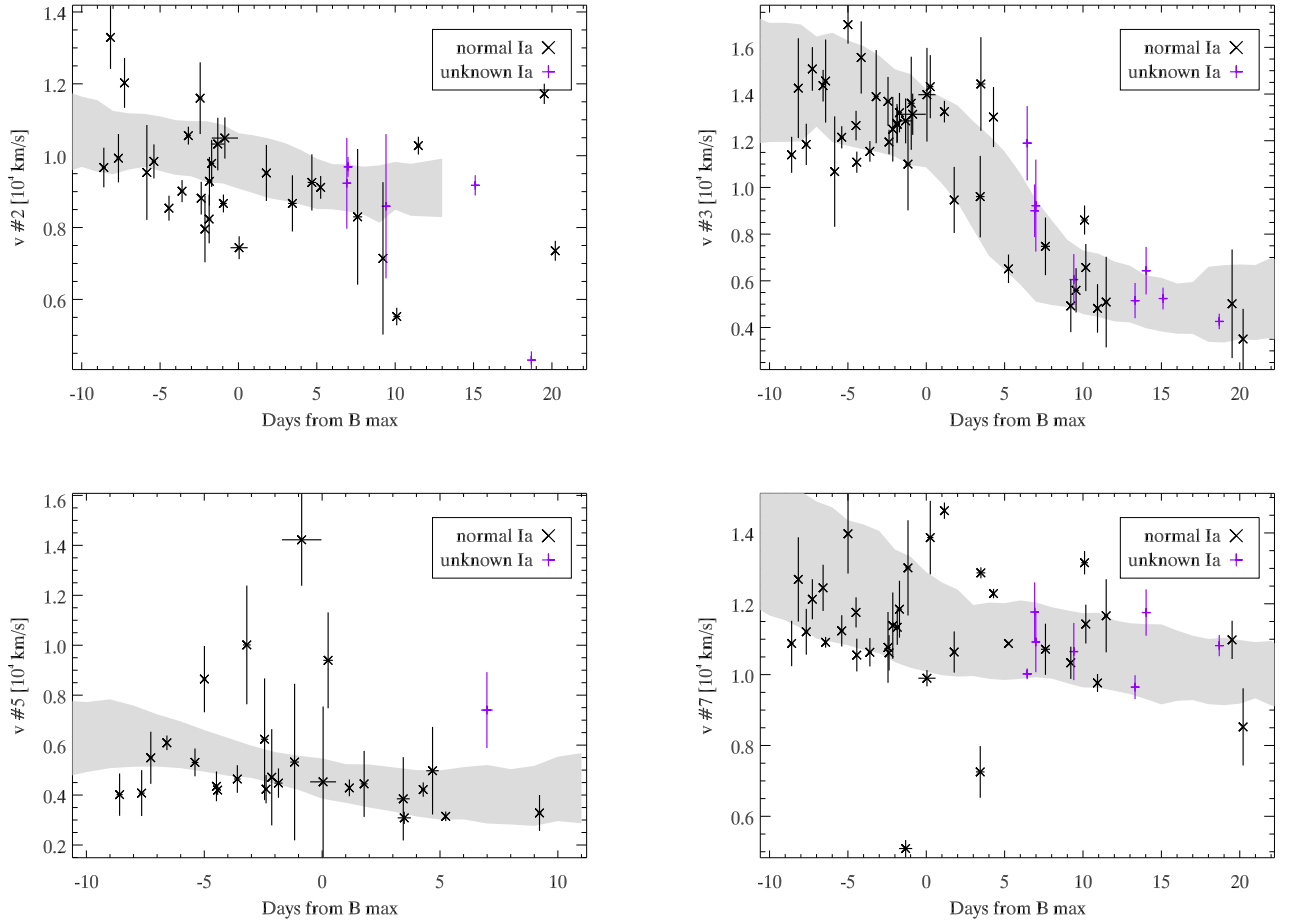 1.4
1.2
1.0
0.8
0.6
v #2 [10⁴ km/s]
normal Ia
unknown Ia
-10 -5 0 5 10 15 20
Days from B max
1.6
1.4
1.2
1.0
0.8
0.6
0.4
v #3 [10⁴ km/s]
normal Ia
unknown Ia
-10 -5 0 5 10 15 20
Days from B max
1.6
1.4
1.2
1.0
0.8
0.6
0.4
0.2
v #5 [10⁴ km/s]
normal Ia
unknown Ia
-10 -5 0 5 10
Days from B max
1.4
1.2
1.0
0.8
0.6
v #7 [10⁴ km/s]
normal Ia
unknown Ia
-10 -5 0 5 10 15 20
Days from B max